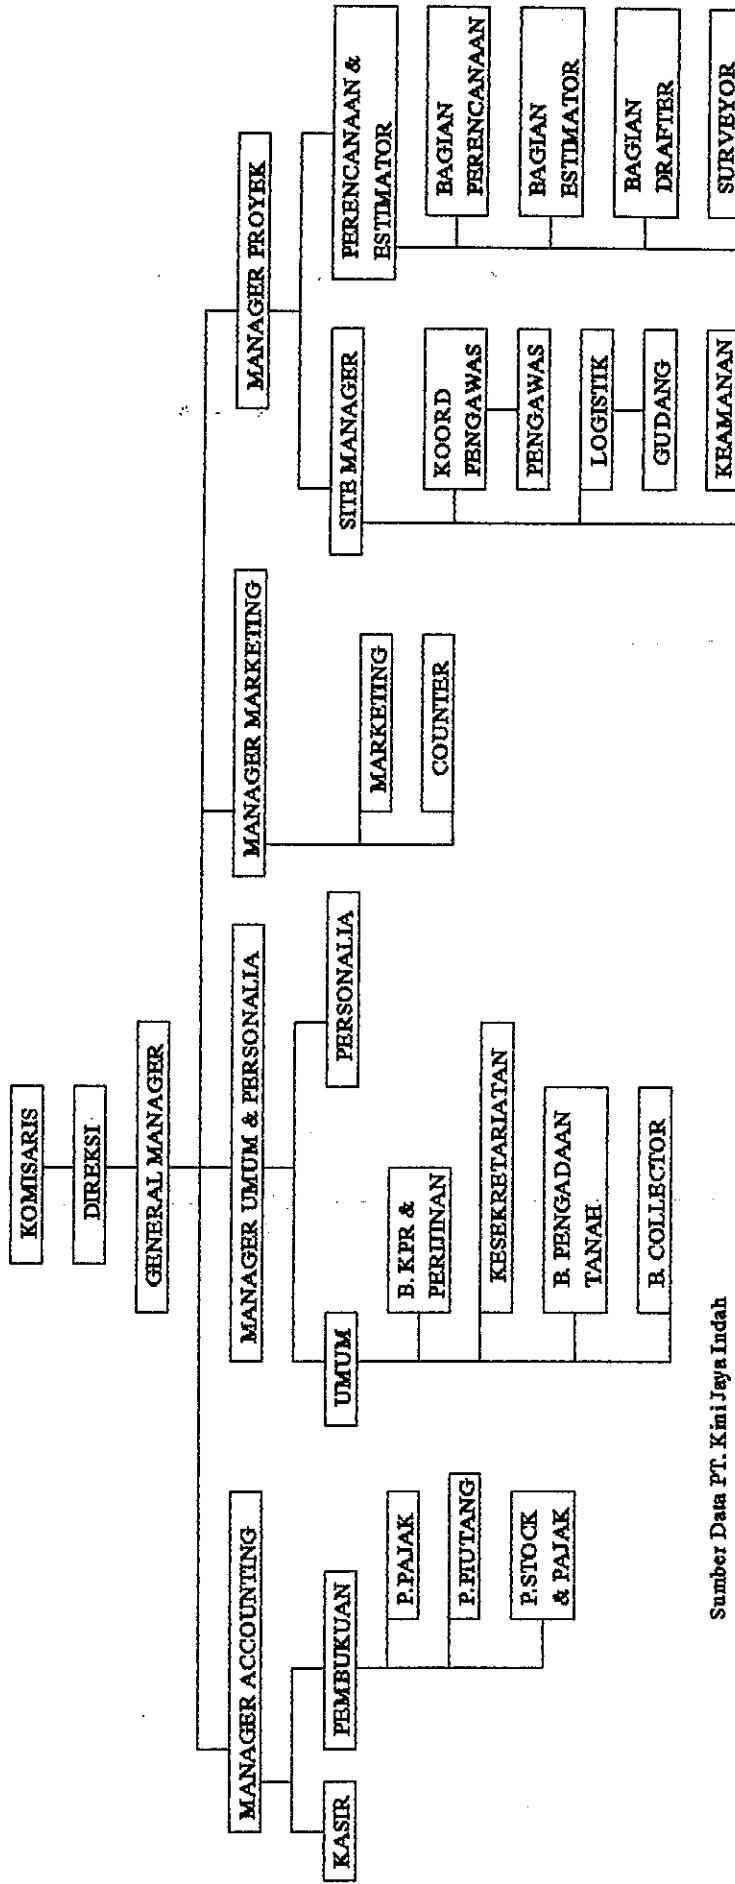 KOMISARIS
DIREKSI
GENERAL MANAGER
MANAGER ACCOUNTING
MANAGER UMUM & PERSONALIA
MANAGER MARKETING
MANAGER PROYEK
KASIR
PEMBUKUAN
P.PAJAK
P.PIUTANG
P.STOCK
& PAJAK
UMUM
PERSONALIA
B. KPR &
PERIJINAN
KESEKRETARIATAN
B. PENGADAAN
TANAH
B. COLLECTOR
MARKETING
COUNTER
SITE MANAGER
KOORD
PENGAWAS
PENGAWAS
LOGISTIK
GUDANG
KEAMANAN
PERENCANAAN &
ESTIMATOR
BAGIAN
PERENCANAAN
BAGIAN
ESTIMATOR
BAGIAN
DRAFTER
SURVEYOR
Sumber Data PT. Kini Jaya Indah